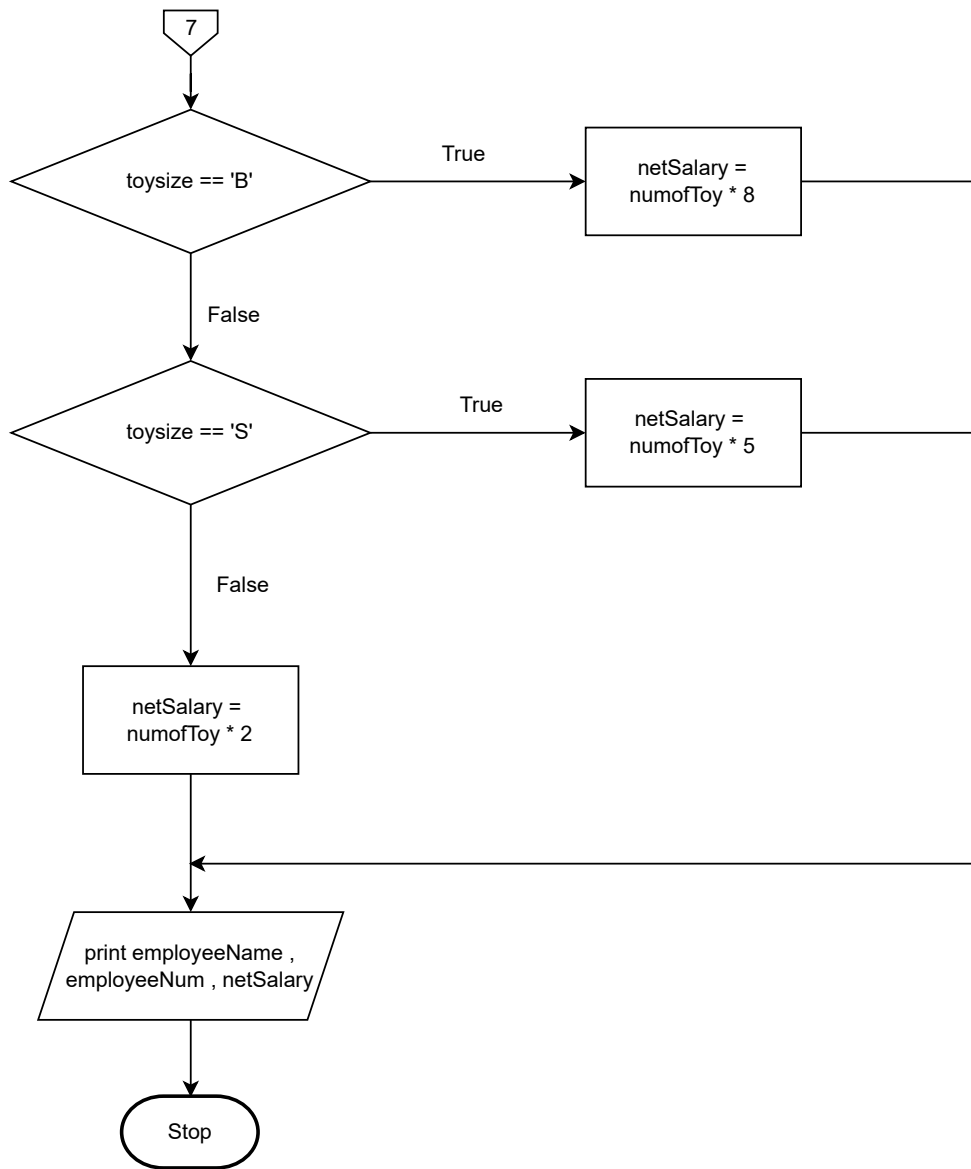 7
toysize == 'B'
True
netSalary =
numofToy * 8
False
toysize == 'S'
True
netSalary =
numofToy * 5
False
netSalary =
numofToy * 2
print employeeName ,
employeeNum , netSalary
Stop